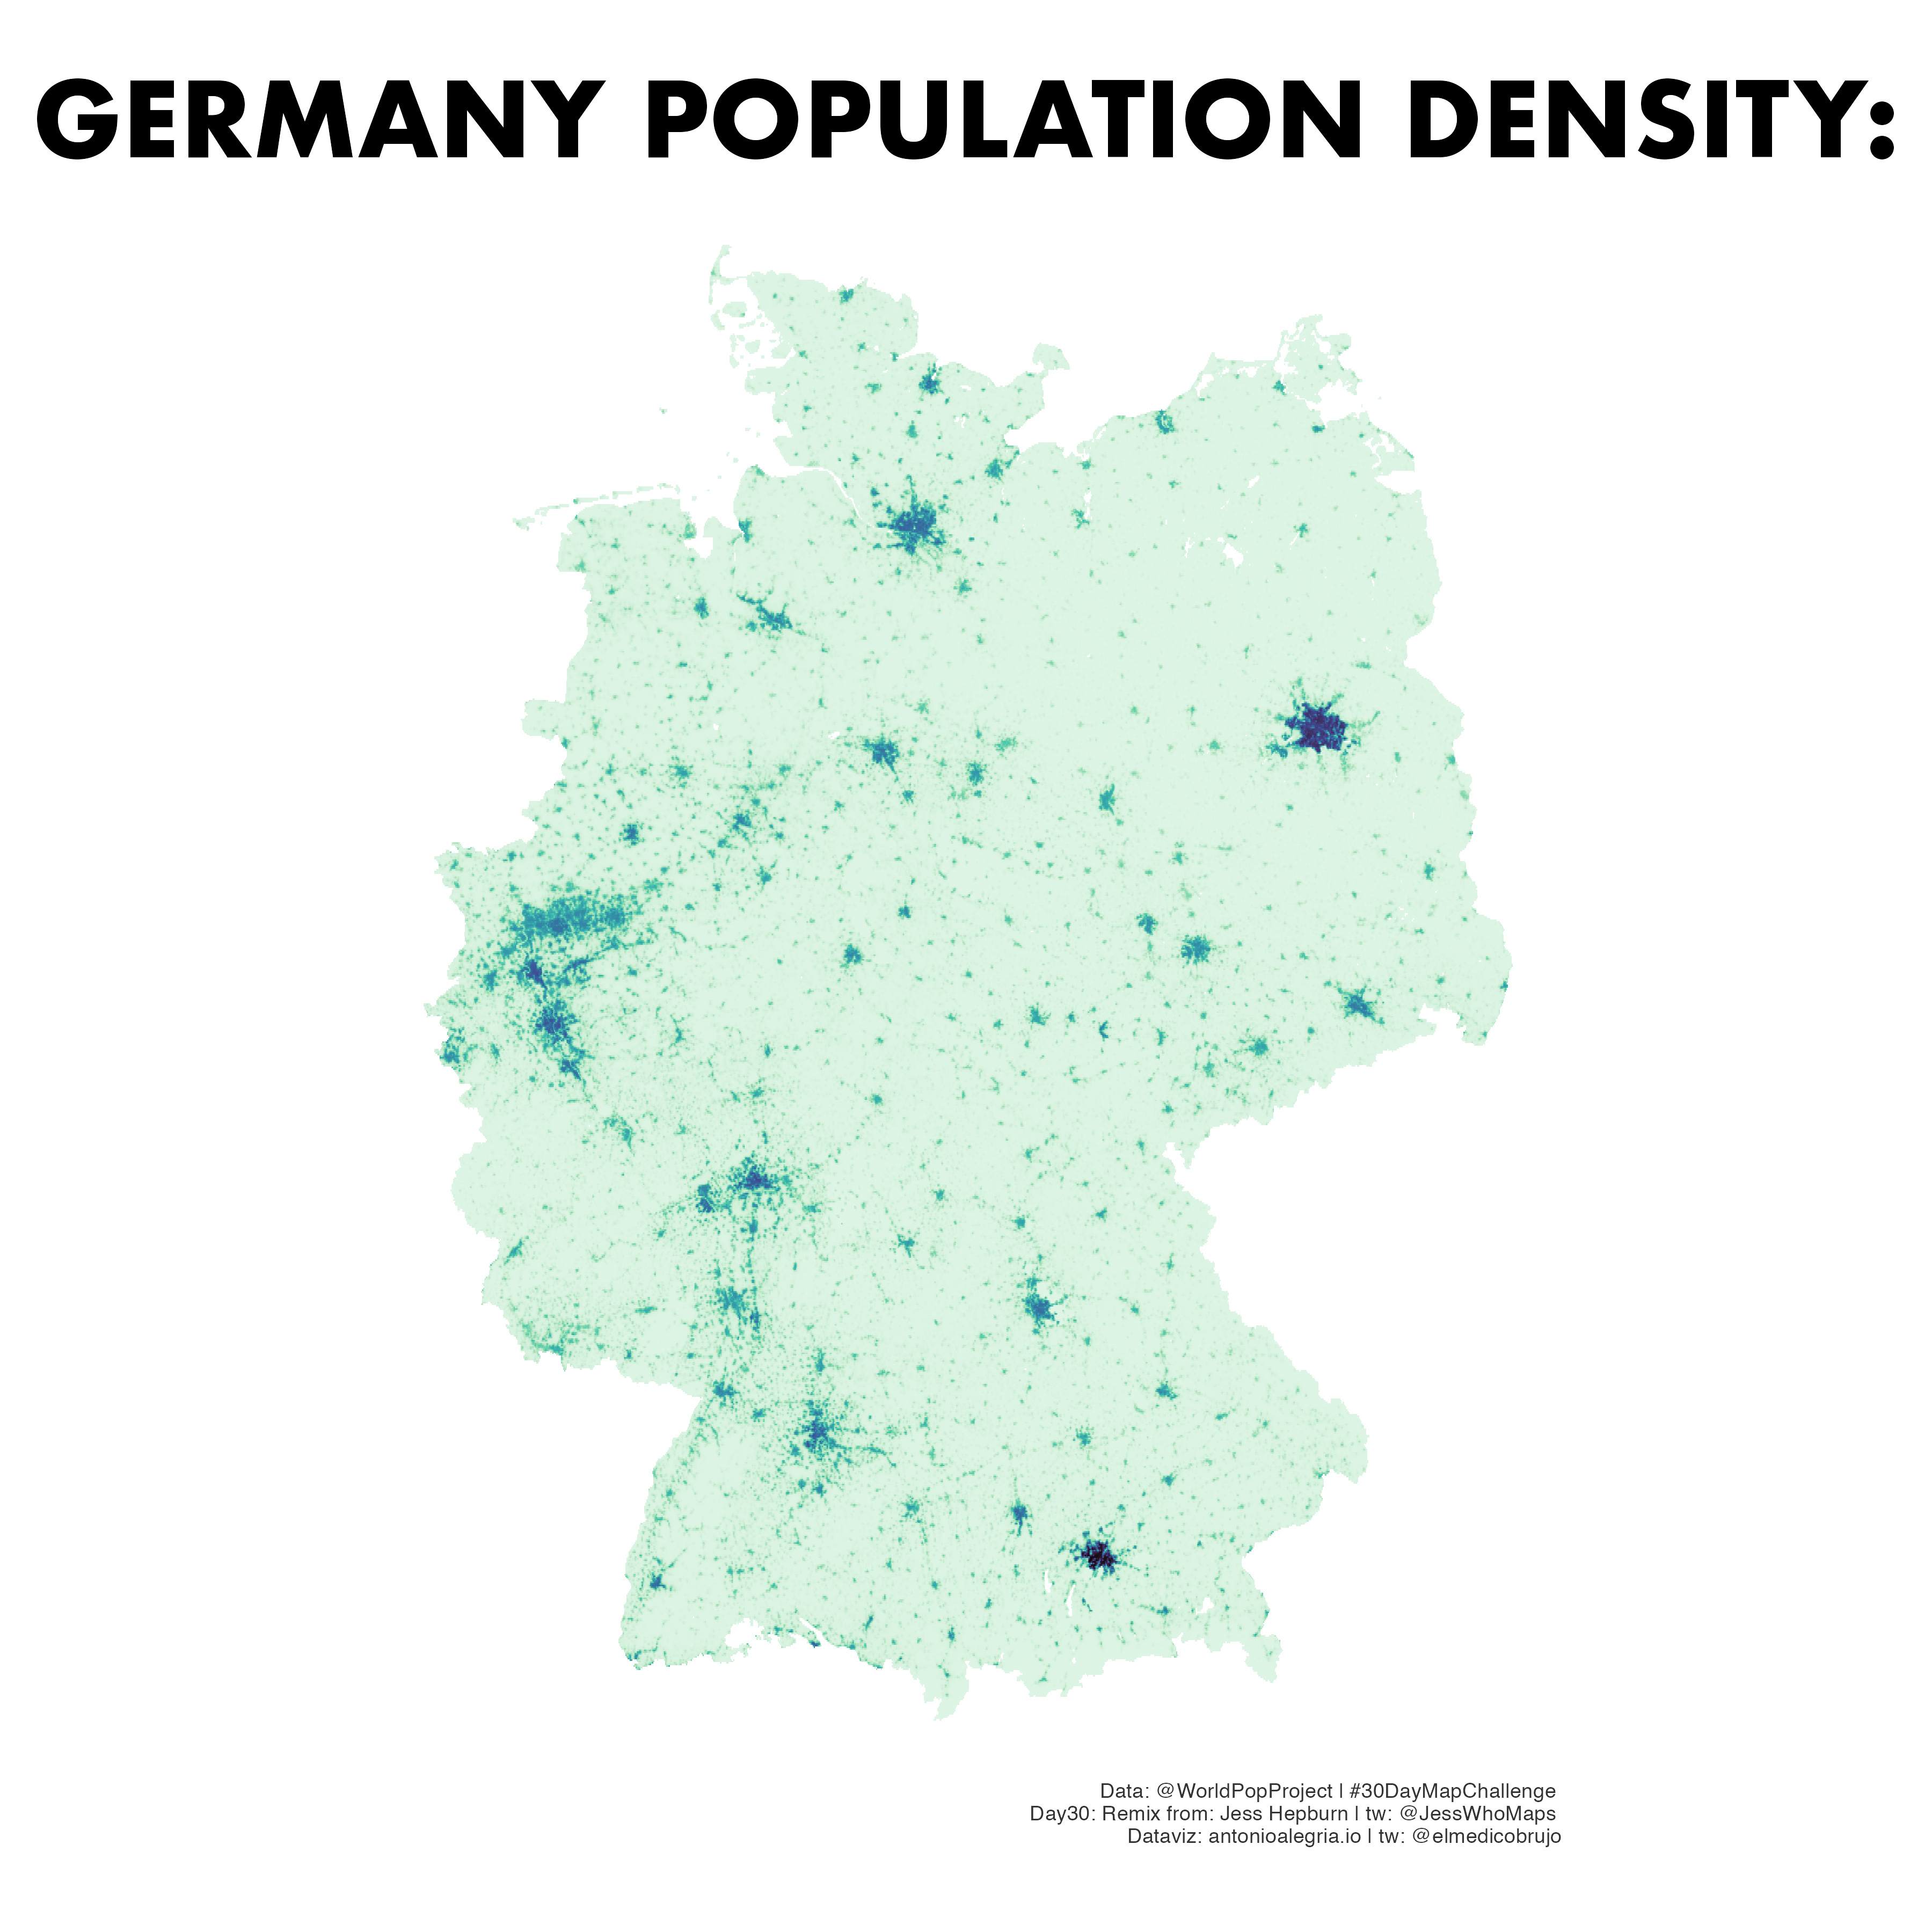 GERMANY POPULATION DENSITY:
Data: @WorldPopProject | #30DayMapChallenge
Day30: Remix from: Jess Hepburn | tw: @JessWhoMaps
Dataviz: antonioalegria.io | tw: @elmedicobrujo